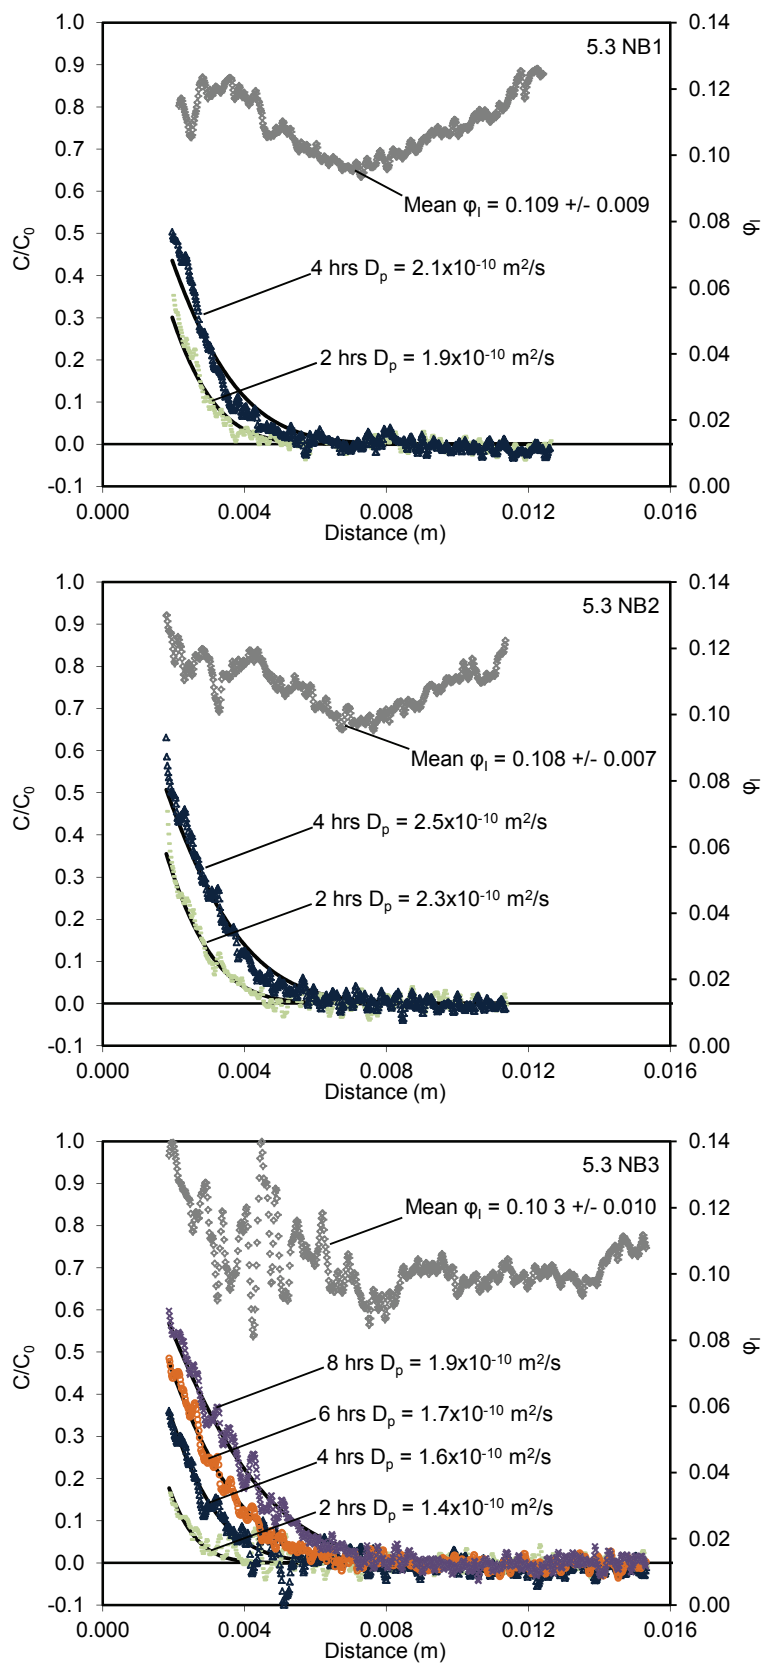 1.0
0.9
0.8
0.7
0.6
0.5
0.4
0.3
0.2
0.1
0.0
-0.1
C/C₀
0.14
0.12
0.10
0.08
0.06
0.04
0.02
0.00
φₗ
5.3 NB1
Mean φₗ = 0.109 +/- 0.009
4 hrs Dₚ = 2.1x10⁻¹⁰ m²/s
2 hrs Dₚ = 1.9x10⁻¹⁰ m²/s
0.000 0.004 0.008 0.012 0.016
Distance (m)
1.0
0.9
0.8
0.7
0.6
0.5
0.4
0.3
0.2
0.1
0.0
-0.1
C/C₀
0.14
0.12
0.10
0.08
0.06
0.04
0.02
0.00
φₗ
5.3 NB2
Mean φₗ = 0.108 +/- 0.007
4 hrs Dₚ = 2.5x10⁻¹⁰ m²/s
2 hrs Dₚ = 2.3x10⁻¹⁰ m²/s
0.000 0.004 0.008 0.012 0.016
Distance (m)
1.0
0.9
0.8
0.7
0.6
0.5
0.4
0.3
0.2
0.1
0.0
-0.1
C/C₀
0.14
0.12
0.10
0.08
0.06
0.04
0.02
0.00
φₗ
5.3 NB3
Mean φₗ = 0.10 3 +/- 0.010
8 hrs Dₚ = 1.9x10⁻¹⁰ m²/s
6 hrs Dₚ = 1.7x10⁻¹⁰ m²/s
4 hrs Dₚ = 1.6x10⁻¹⁰ m²/s
2 hrs Dₚ = 1.4x10⁻¹⁰ m²/s
0.000 0.004 0.008 0.012 0.016
Distance (m)